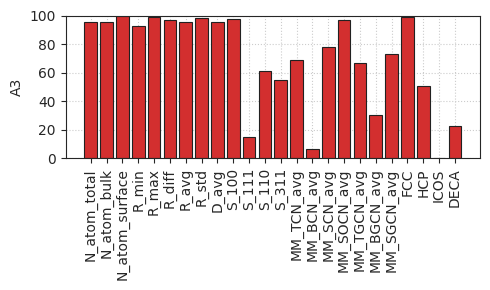 100
80
60
40
20
0
A3
N_atom_total
N_atom_bulk
N_atom_surface
R_min
R_max
R_diff
R_avg
R_std
D_avg
S_100
S_111
S_110
S_311
MM_TCN_avg
MM_BCN_avg
MM_SCN_avg
MM_SOCN_avg
MM_TGCN_avg
MM_BGCN_avg
MM_SGCN_avg
FCC
HCP
ICOS
DECA